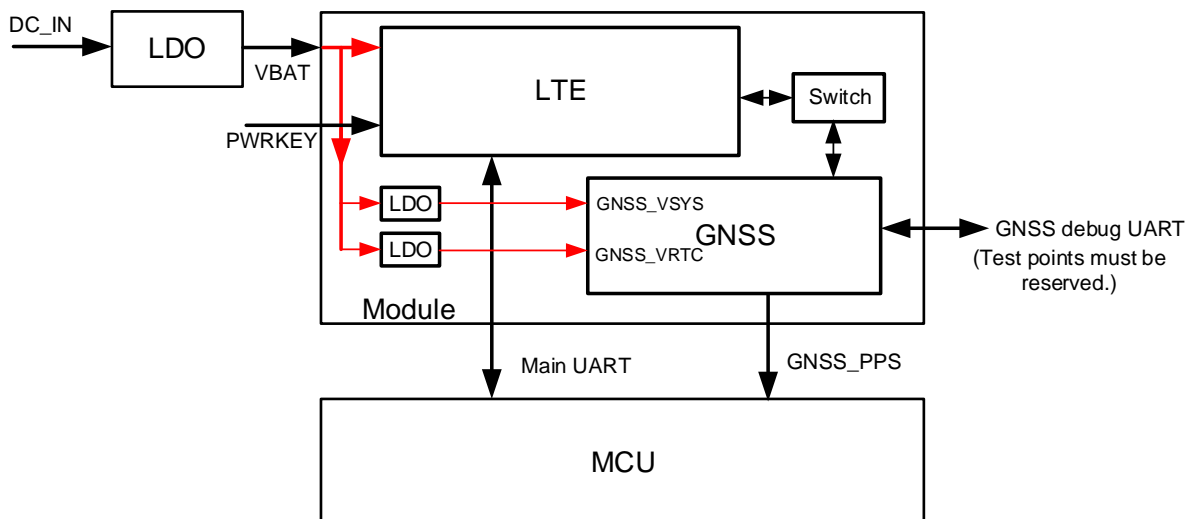 DC_IN
LDO
VBAT
LTE
Switch
PWRKEY
LDO
GNSS_VSYS
GNSS
LDO
GNSS_VRTC
GNSS debug UART
(Test points must be
reserved.)
Module
Main UART
GNSS_PPS
MCU